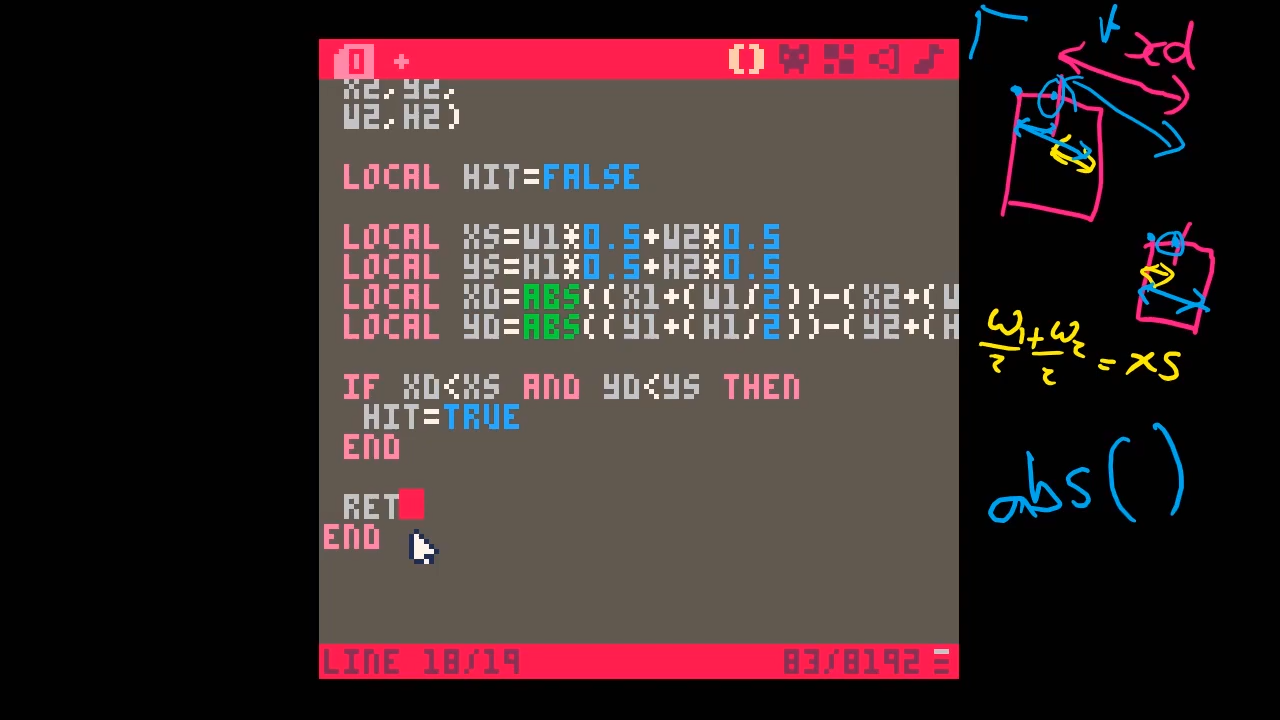 0 +
X2,Y2,
W2,H2)
LOCAL HIT=FALSE
LOCAL XS=W1*0.5+W2*0.5
LOCAL YS=H1*0.5+H2*0.5
LOCAL XD=ABS((X1+(W1/2))-(X2+(W
LOCAL YD=ABS((Y1+(H1/2))-(Y2+(H
IF XD<XS AND YD<YS THEN
HIT=TRUE
END
RET
END
LINE 18/19 83/8192
xd
w1/2 + w2/2 = xs
abs()